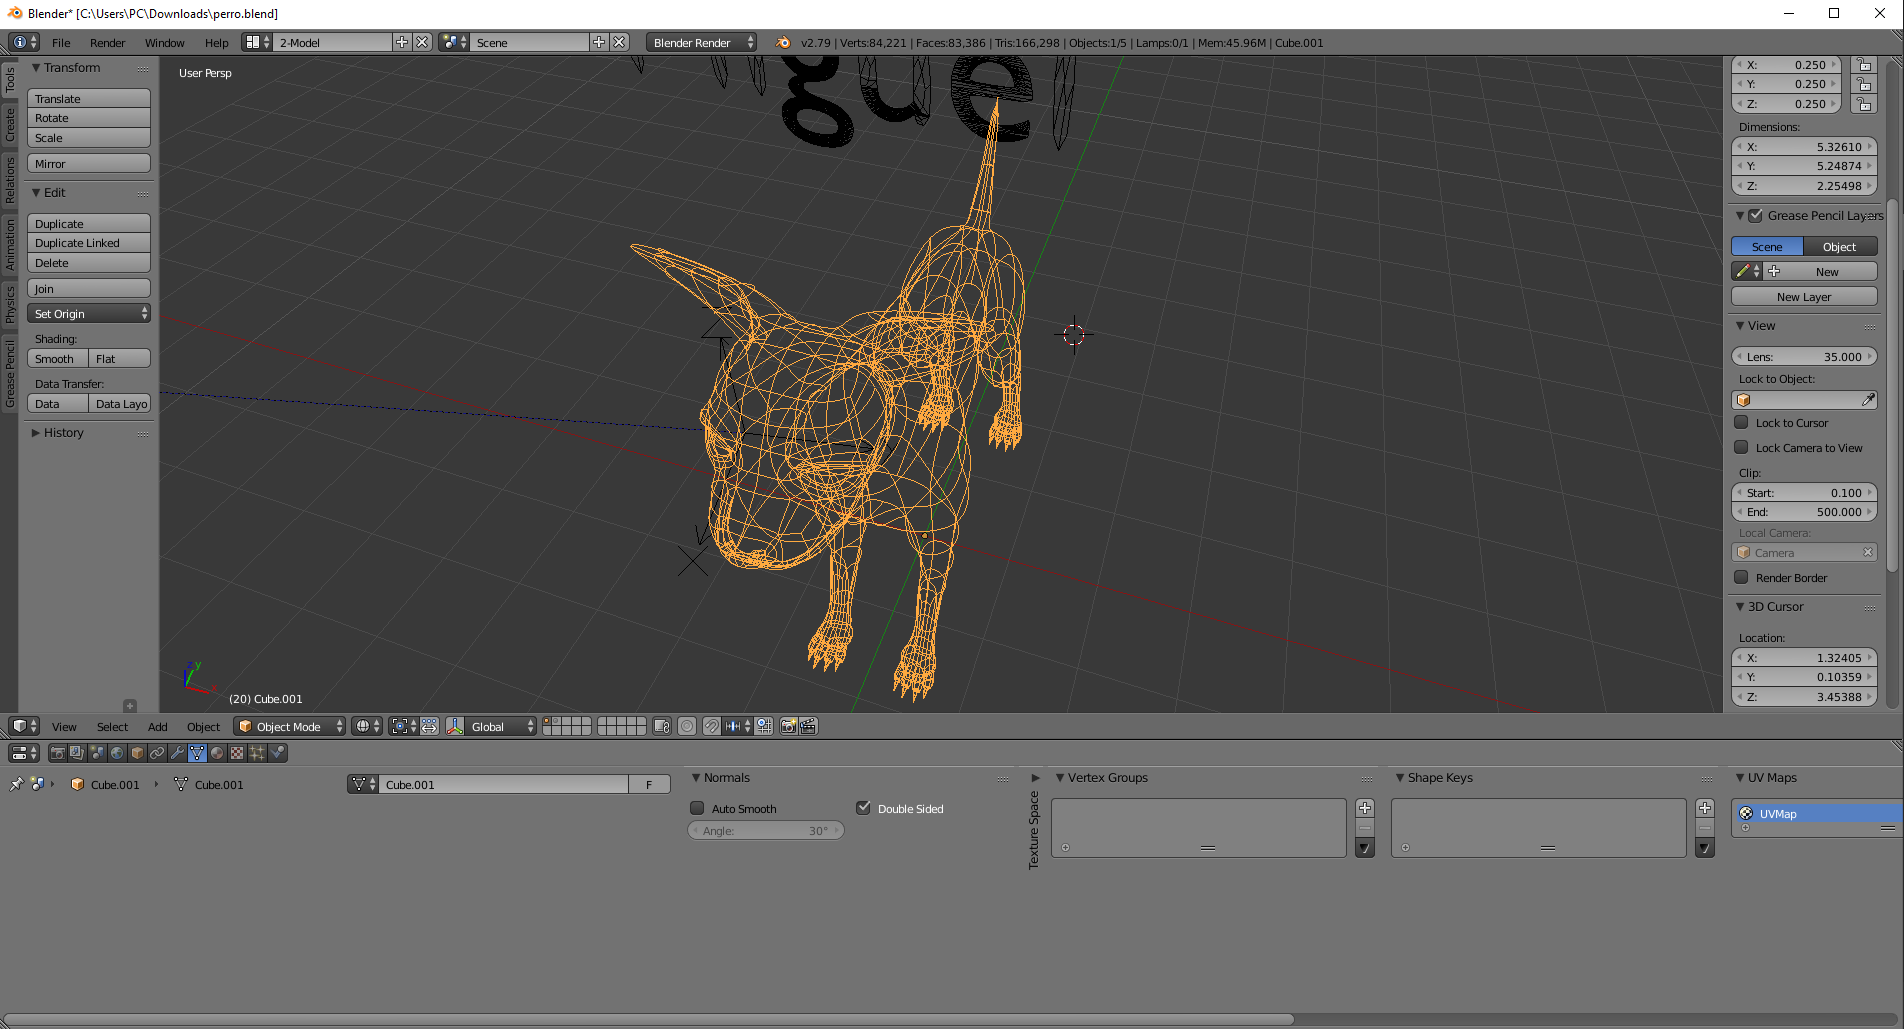 Blender* [C:\Users\PC\Downloads\perro.blend]
File Render Window Help 2-Model Scene Blender Render v2.79 | Verts:84,221 | Faces:83,386 | Tris:166,298 | Objects:1/5 | Lamps:0/1 | Mem:45.96M | Cube.001
Tools
Create
Relations
Animation
Physics
Grease Pencil
Transform
Translate
Rotate
Scale
Mirror
Edit
Duplicate
Duplicate Linked
Delete
Join
Set Origin
Shading:
Smooth Flat
Data Transfer:
Data Data Layo
History
User Persp
gue
z y
(20) Cube.001
X: 0.250
Y: 0.250
Z: 0.250
Dimensions:
X: 5.32610
Y: 5.24874
Z: 2.25498
Grease Pencil Layers
Scene Object
New
New Layer
View
Lens: 35.000
Lock to Object:
Lock to Cursor
Lock Camera to View
Clip:
Start: 0.100
End: 500.000
Local Camera:
Camera
Render Border
3D Cursor
Location:
X: 1.32405
Y: 0.10359
Z: 3.45388
View Select Add Object Object Mode Global
Cube.001 Cube.001
Cube.001 F
Normals
Auto Smooth Double Sided
Angle: 30°
Texture Space
Vertex Groups
Shape Keys
UV Maps
UVMap